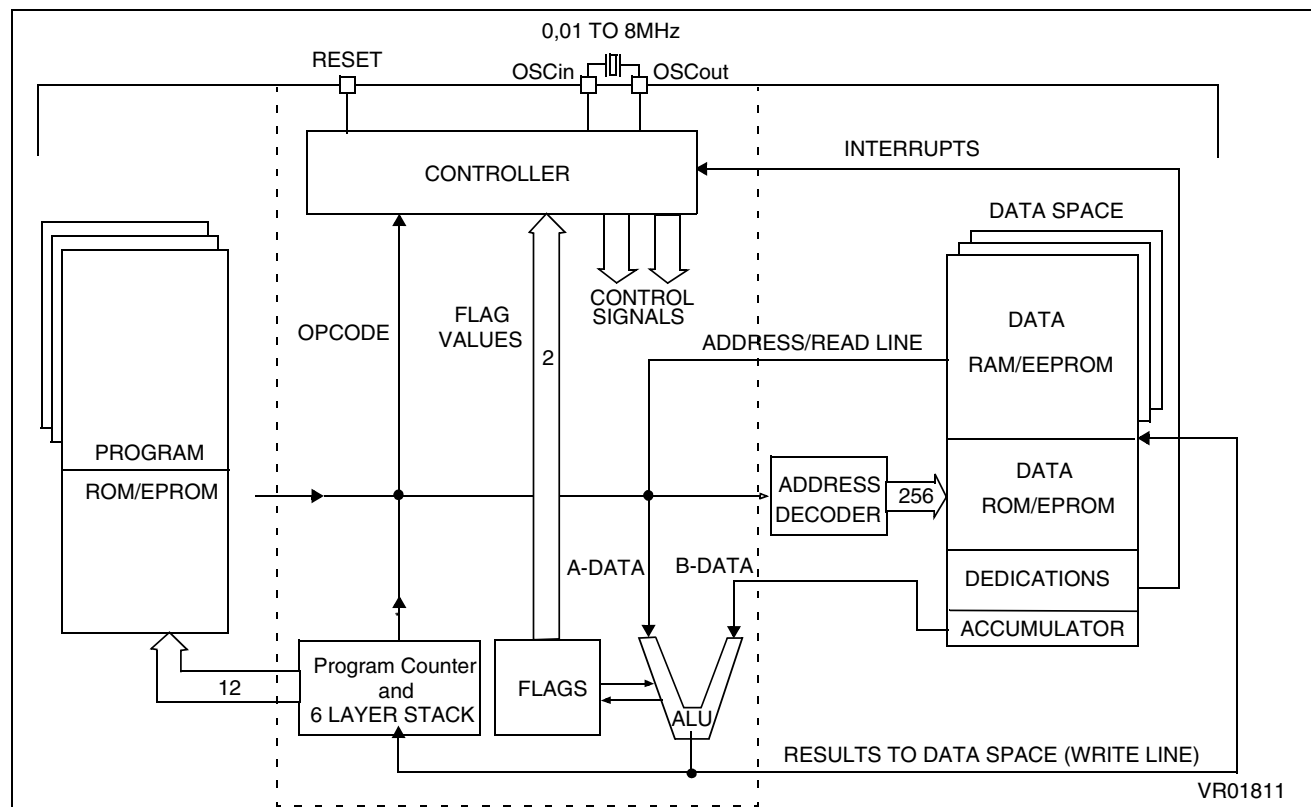 0,01 TO 8MHz
RESET
OSCin
OSCout
INTERRUPTS
CONTROLLER
DATA SPACE
CONTROL
SIGNALS
OPCODE
FLAG
VALUES
2
ADDRESS/READ LINE
DATA
RAM/EEPROM
PROGRAM
ROM/EPROM
ADDRESS
DECODER
256
DATA
ROM/EPROM
A-DATA
B-DATA
DEDICATIONS
ACCUMULATOR
12
Program Counter
and
6 LAYER STACK
FLAGS
ALU
RESULTS TO DATA SPACE (WRITE LINE)
VR01811